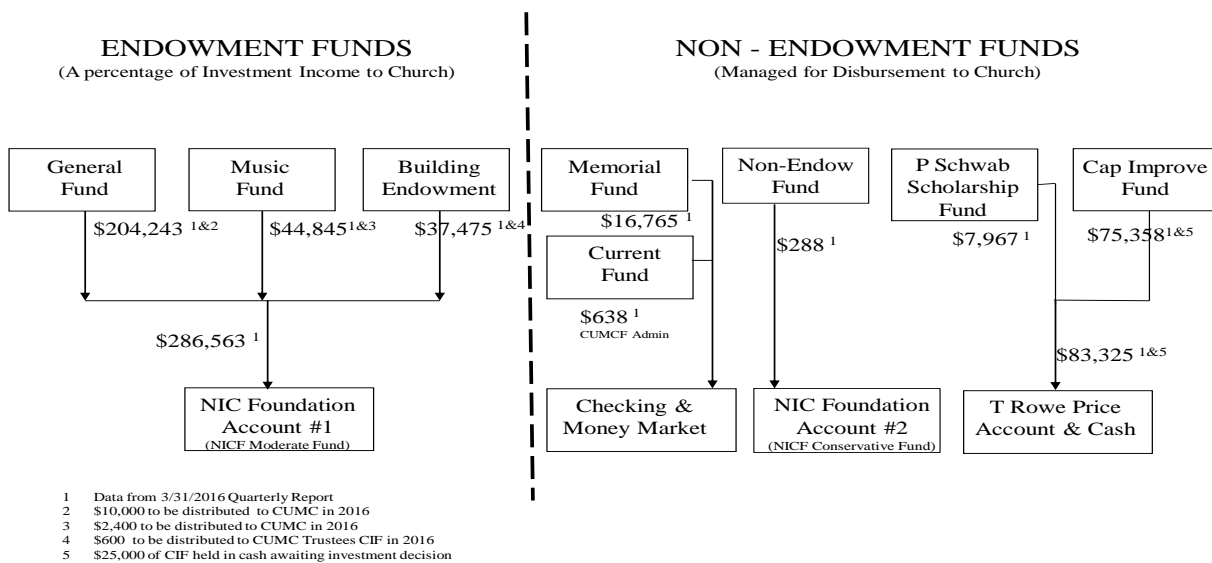 ENDOWMENT FUNDS
(A percentage of Investment Income to Church)
General
Fund
$204,243 1&2
Music
Fund
$44,845 1&3
Building
Endowment
$37,475 1&4
$286,563 1
NIC Foundation
Account #1
(NICF Moderate Fund)
NON - ENDOWMENT FUNDS
(Managed for Disbursement to Church)
Memorial
Fund
$16,765 1
Current
Fund
$638 1
CUMCF Admin
Checking &
Money Market
Non-Endow
Fund
$288 1
NIC Foundation
Account #2
(NICF Conservative Fund)
P Schwab
Scholarship
Fund
$7,967 1
Cap Improve
Fund
$75,358 1&5
$83,325 1&5
T Rowe Price
Account & Cash
1 Data from 3/31/2016 Quarterly Report
2 $10,000 to be distributed to CUMC in 2016
3 $2,400 to be distributed to CUMC in 2016
4 $600 to be distributed to CUMC Trustees CIF in 2016
5 $25,000 of CIF held in cash awaiting investment decision